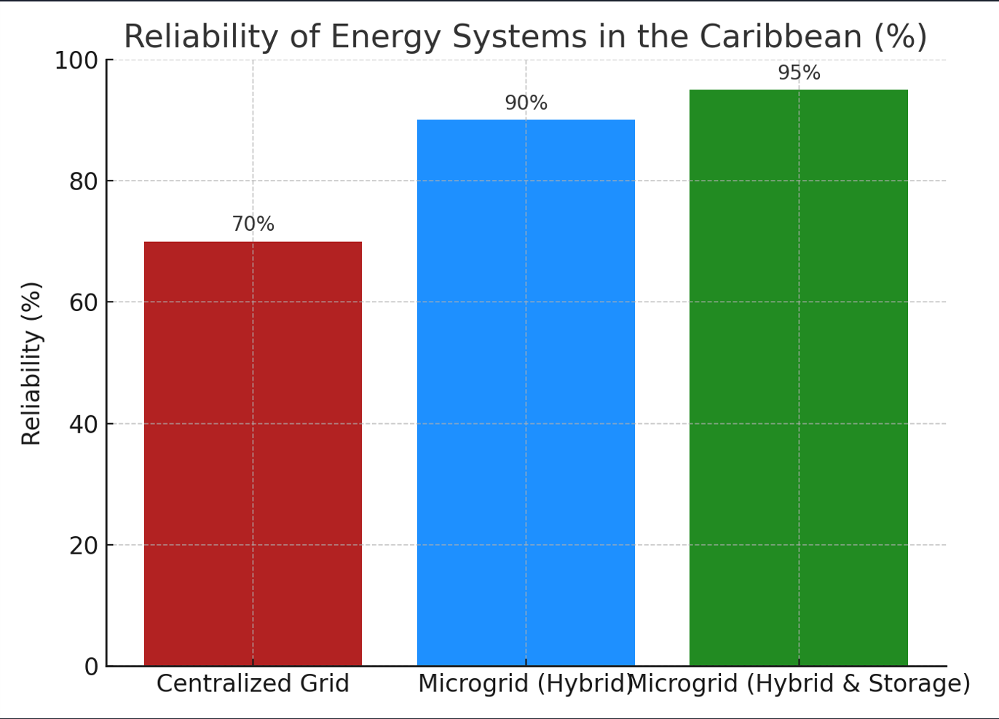 Reliability of Energy Systems in the Caribbean (%)
100
95%
90%
80
70%
60
Reliability (%)
40
20
0
Centralized Grid
Microgrid (Hybrid)
Microgrid (Hybrid & Storage)